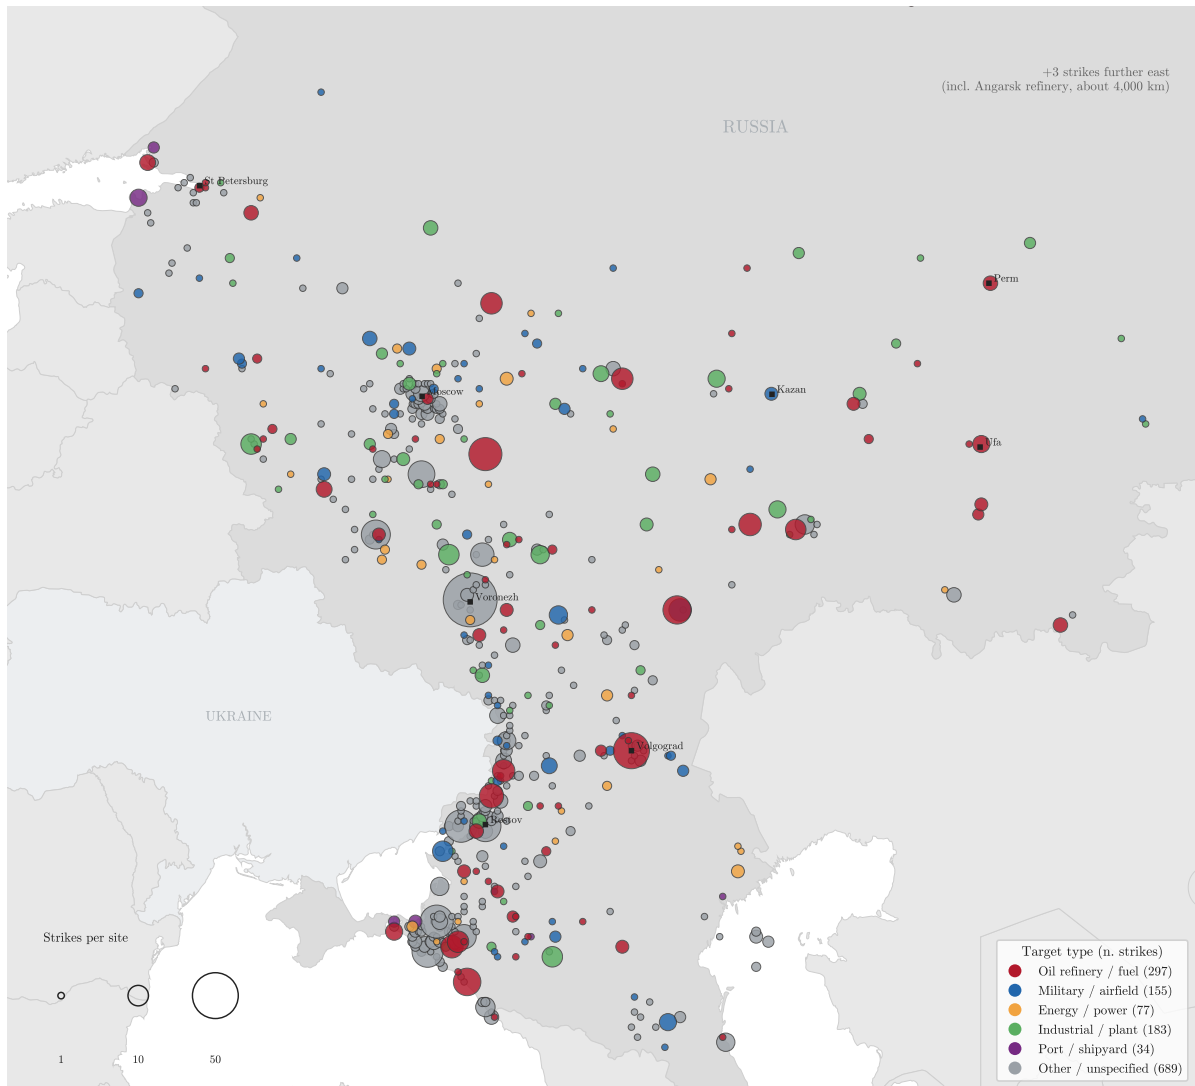 +3 strikes further east
(incl. Angarsk refinery, about 4,000 km)
RUSSIA
St Petersburg
Perm
Moscow
Kazan
Ufa
Voronezh
UKRAINE
Volgograd
Rostov
Strikes per site
1
10
50
Target type (n. strikes)
Oil refinery / fuel (297)
Military / airfield (155)
Energy / power (77)
Industrial / plant (183)
Port / shipyard (34)
Other / unspecified (689)